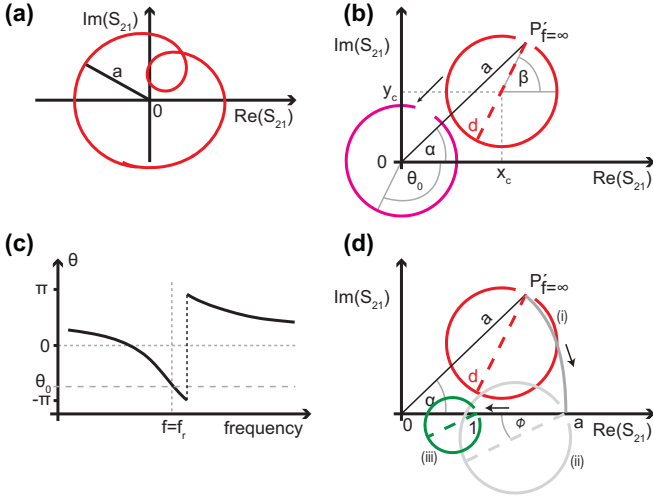 (a)
Im(S21)
a
0
Re(S21)
(b)
Im(S21)
P′f=∞
a
β
yc
d
α
0
θ0
xc
Re(S21)
(c)
θ
π
0
θ0
-π
f=fr
frequency
(d)
P′f=∞
Im(S21)
a
(i)
d
α
0
1
ϕ
a
Re(S21)
(iii)
(ii)